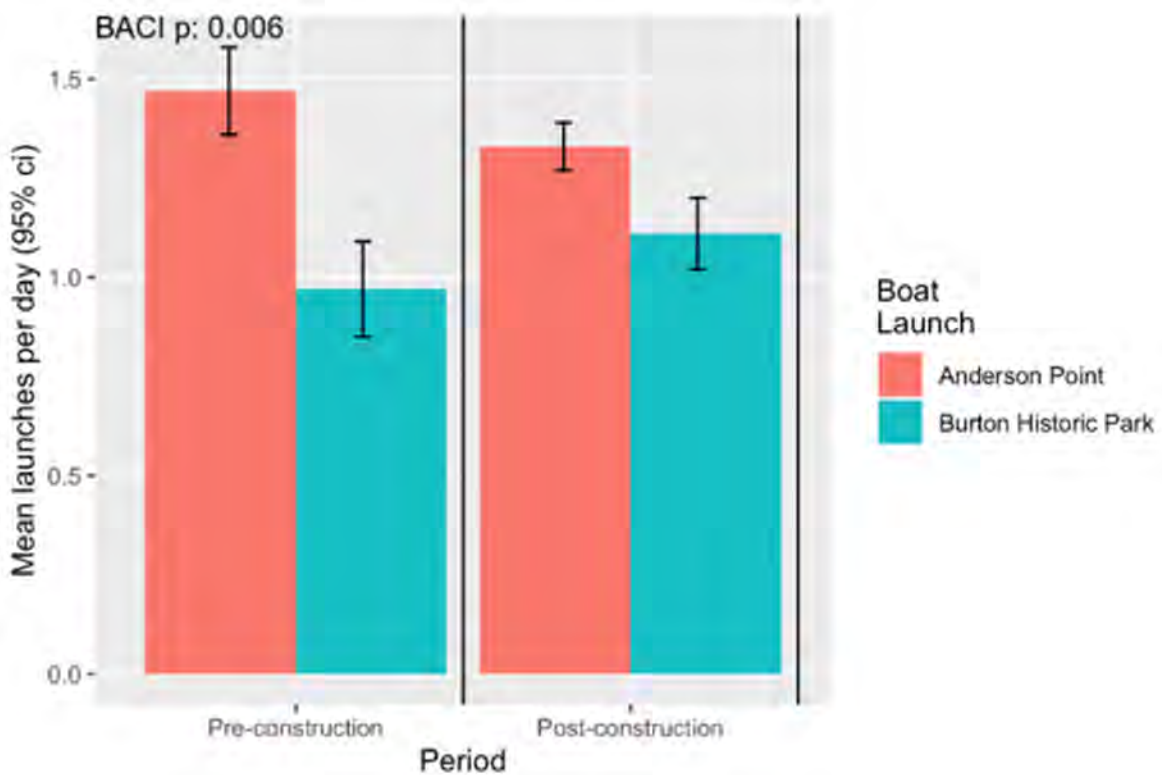 BACI p: 0.006
Mean launches per day (95% ci)
1.5
1.0
0.5
0.0
Pre-construction
Post-construction
Period
Boat
Launch
Anderson Point
Burton Historic Park